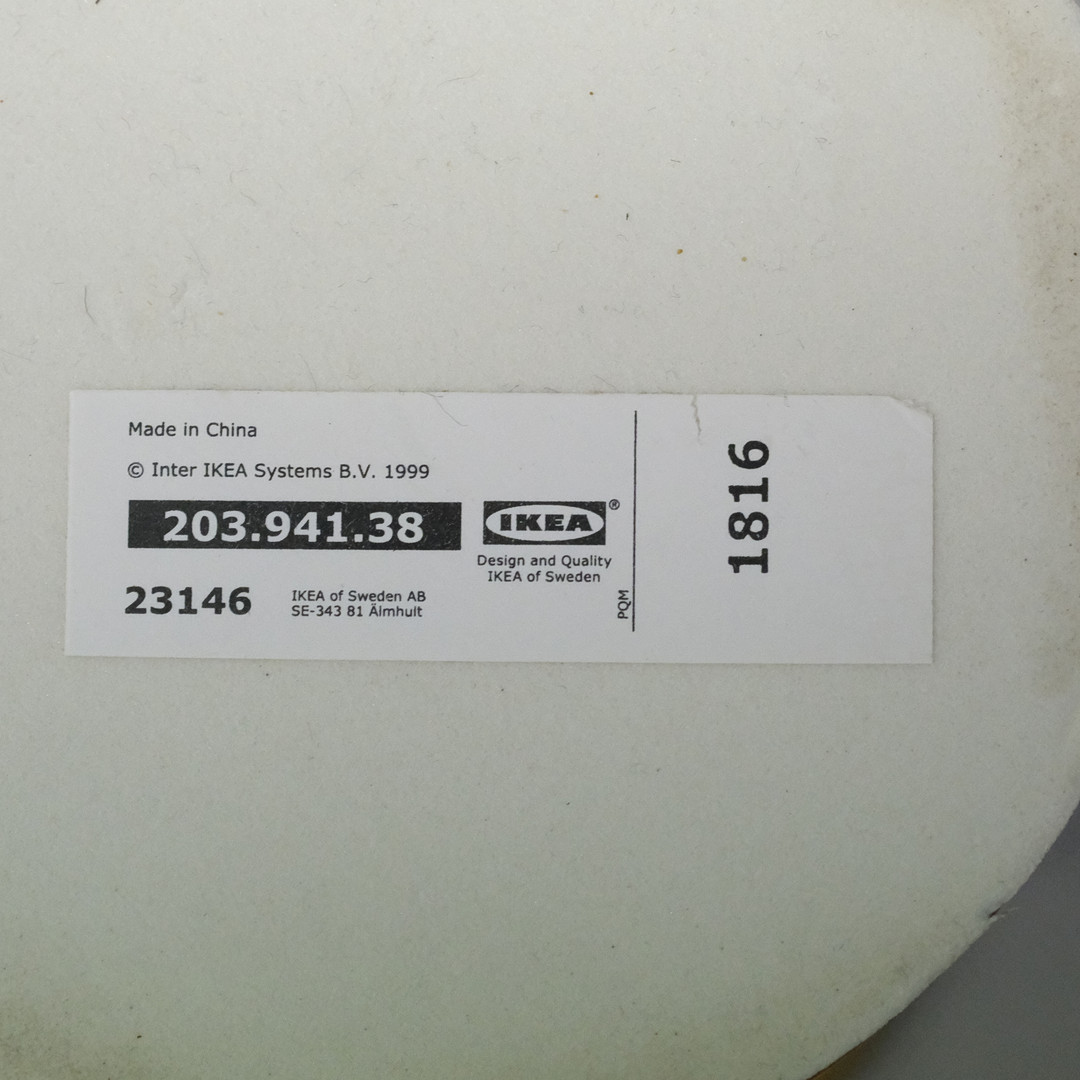 Made in China
© Inter IKEA Systems B.V. 1999
203.941.38
IKEA®
Design and Quality
IKEA of Sweden
23146
IKEA of Sweden AB
SE-343 81 Älmhult
PQM
1816